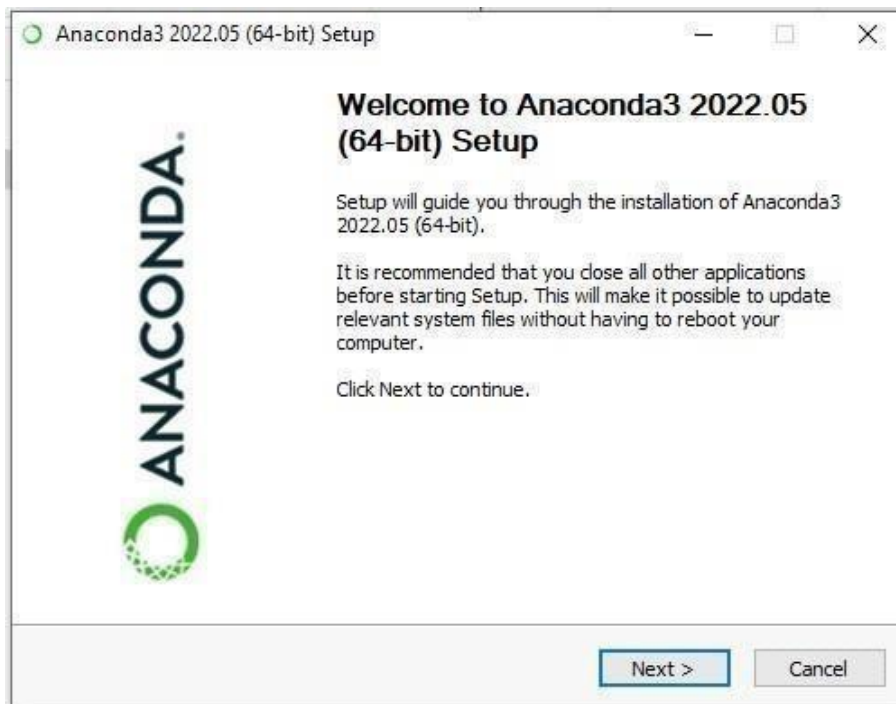 Anaconda3 2022.05 (64-bit) Setup
ANACONDA.
Welcome to Anaconda3 2022.05
(64-bit) Setup
Setup will guide you through the installation of Anaconda3
2022.05 (64-bit).
It is recommended that you close all other applications
before starting Setup. This will make it possible to update
relevant system files without having to reboot your
computer.
Click Next to continue.
Next >
Cancel